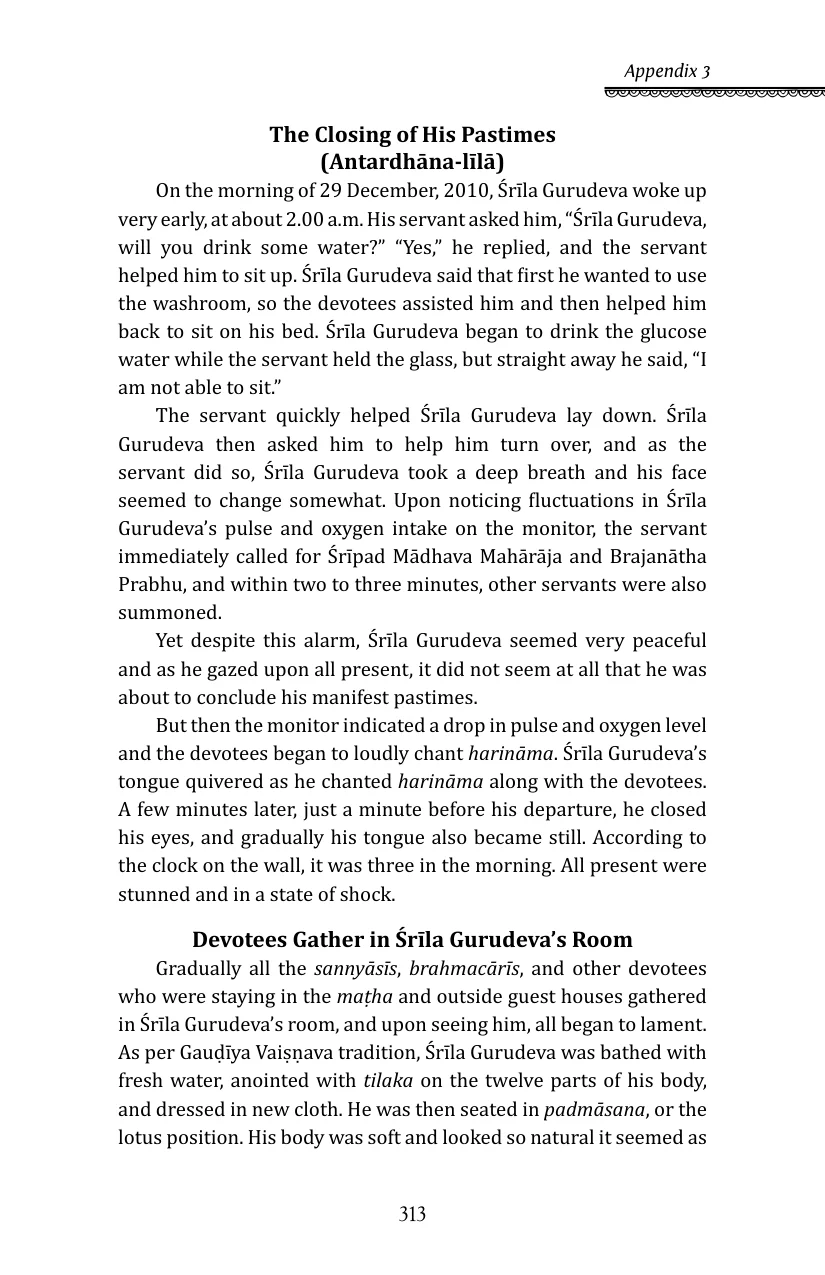 Appendix 3
The Closing of His Pastimes
(Antardhāna-līlā)
On the morning of 29 December, 2010, Śrīla Gurudeva woke up
very early, at about 2.00 a.m. His servant asked him, “Śrīla Gurudeva,
will you drink some water?” “Yes,” he replied, and the servant
helped him to sit up. Śrīla Gurudeva said that first he wanted to use
the washroom, so the devotees assisted him and then helped him
back to sit on his bed. Śrīla Gurudeva began to drink the glucose
water while the servant held the glass, but straight away he said, “I
am not able to sit.”
The servant quickly helped Śrīla Gurudeva lay down. Śrīla
Gurudeva then asked him to help him turn over, and as the
servant did so, Śrīla Gurudeva took a deep breath and his face
seemed to change somewhat. Upon noticing fluctuations in Śrīla
Gurudeva’s pulse and oxygen intake on the monitor, the servant
immediately called for Śrīpad Mādhava Mahārāja and Brajanātha
Prabhu, and within two to three minutes, other servants were also
summoned.
Yet despite this alarm, Śrīla Gurudeva seemed very peaceful
and as he gazed upon all present, it did not seem at all that he was
about to conclude his manifest pastimes.
But then the monitor indicated a drop in pulse and oxygen level
and the devotees began to loudly chant harināma. Śrīla Gurudeva’s
tongue quivered as he chanted harināma along with the devotees.
A few minutes later, just a minute before his departure, he closed
his eyes, and gradually his tongue also became still. According to
the clock on the wall, it was three in the morning. All present were
stunned and in a state of shock.
Devotees Gather in Śrīla Gurudeva’s Room
Gradually all the sannyāsīs, brahmacārīs, and other devotees
who were staying in the maṭha and outside guest houses gathered
in Śrīla Gurudeva’s room, and upon seeing him, all began to lament.
As per Gauḍīya Vaiṣṇava tradition, Śrīla Gurudeva was bathed with
fresh water, anointed with tilaka on the twelve parts of his body,
and dressed in new cloth. He was then seated in padmāsana, or the
lotus position. His body was soft and looked so natural it seemed as
313